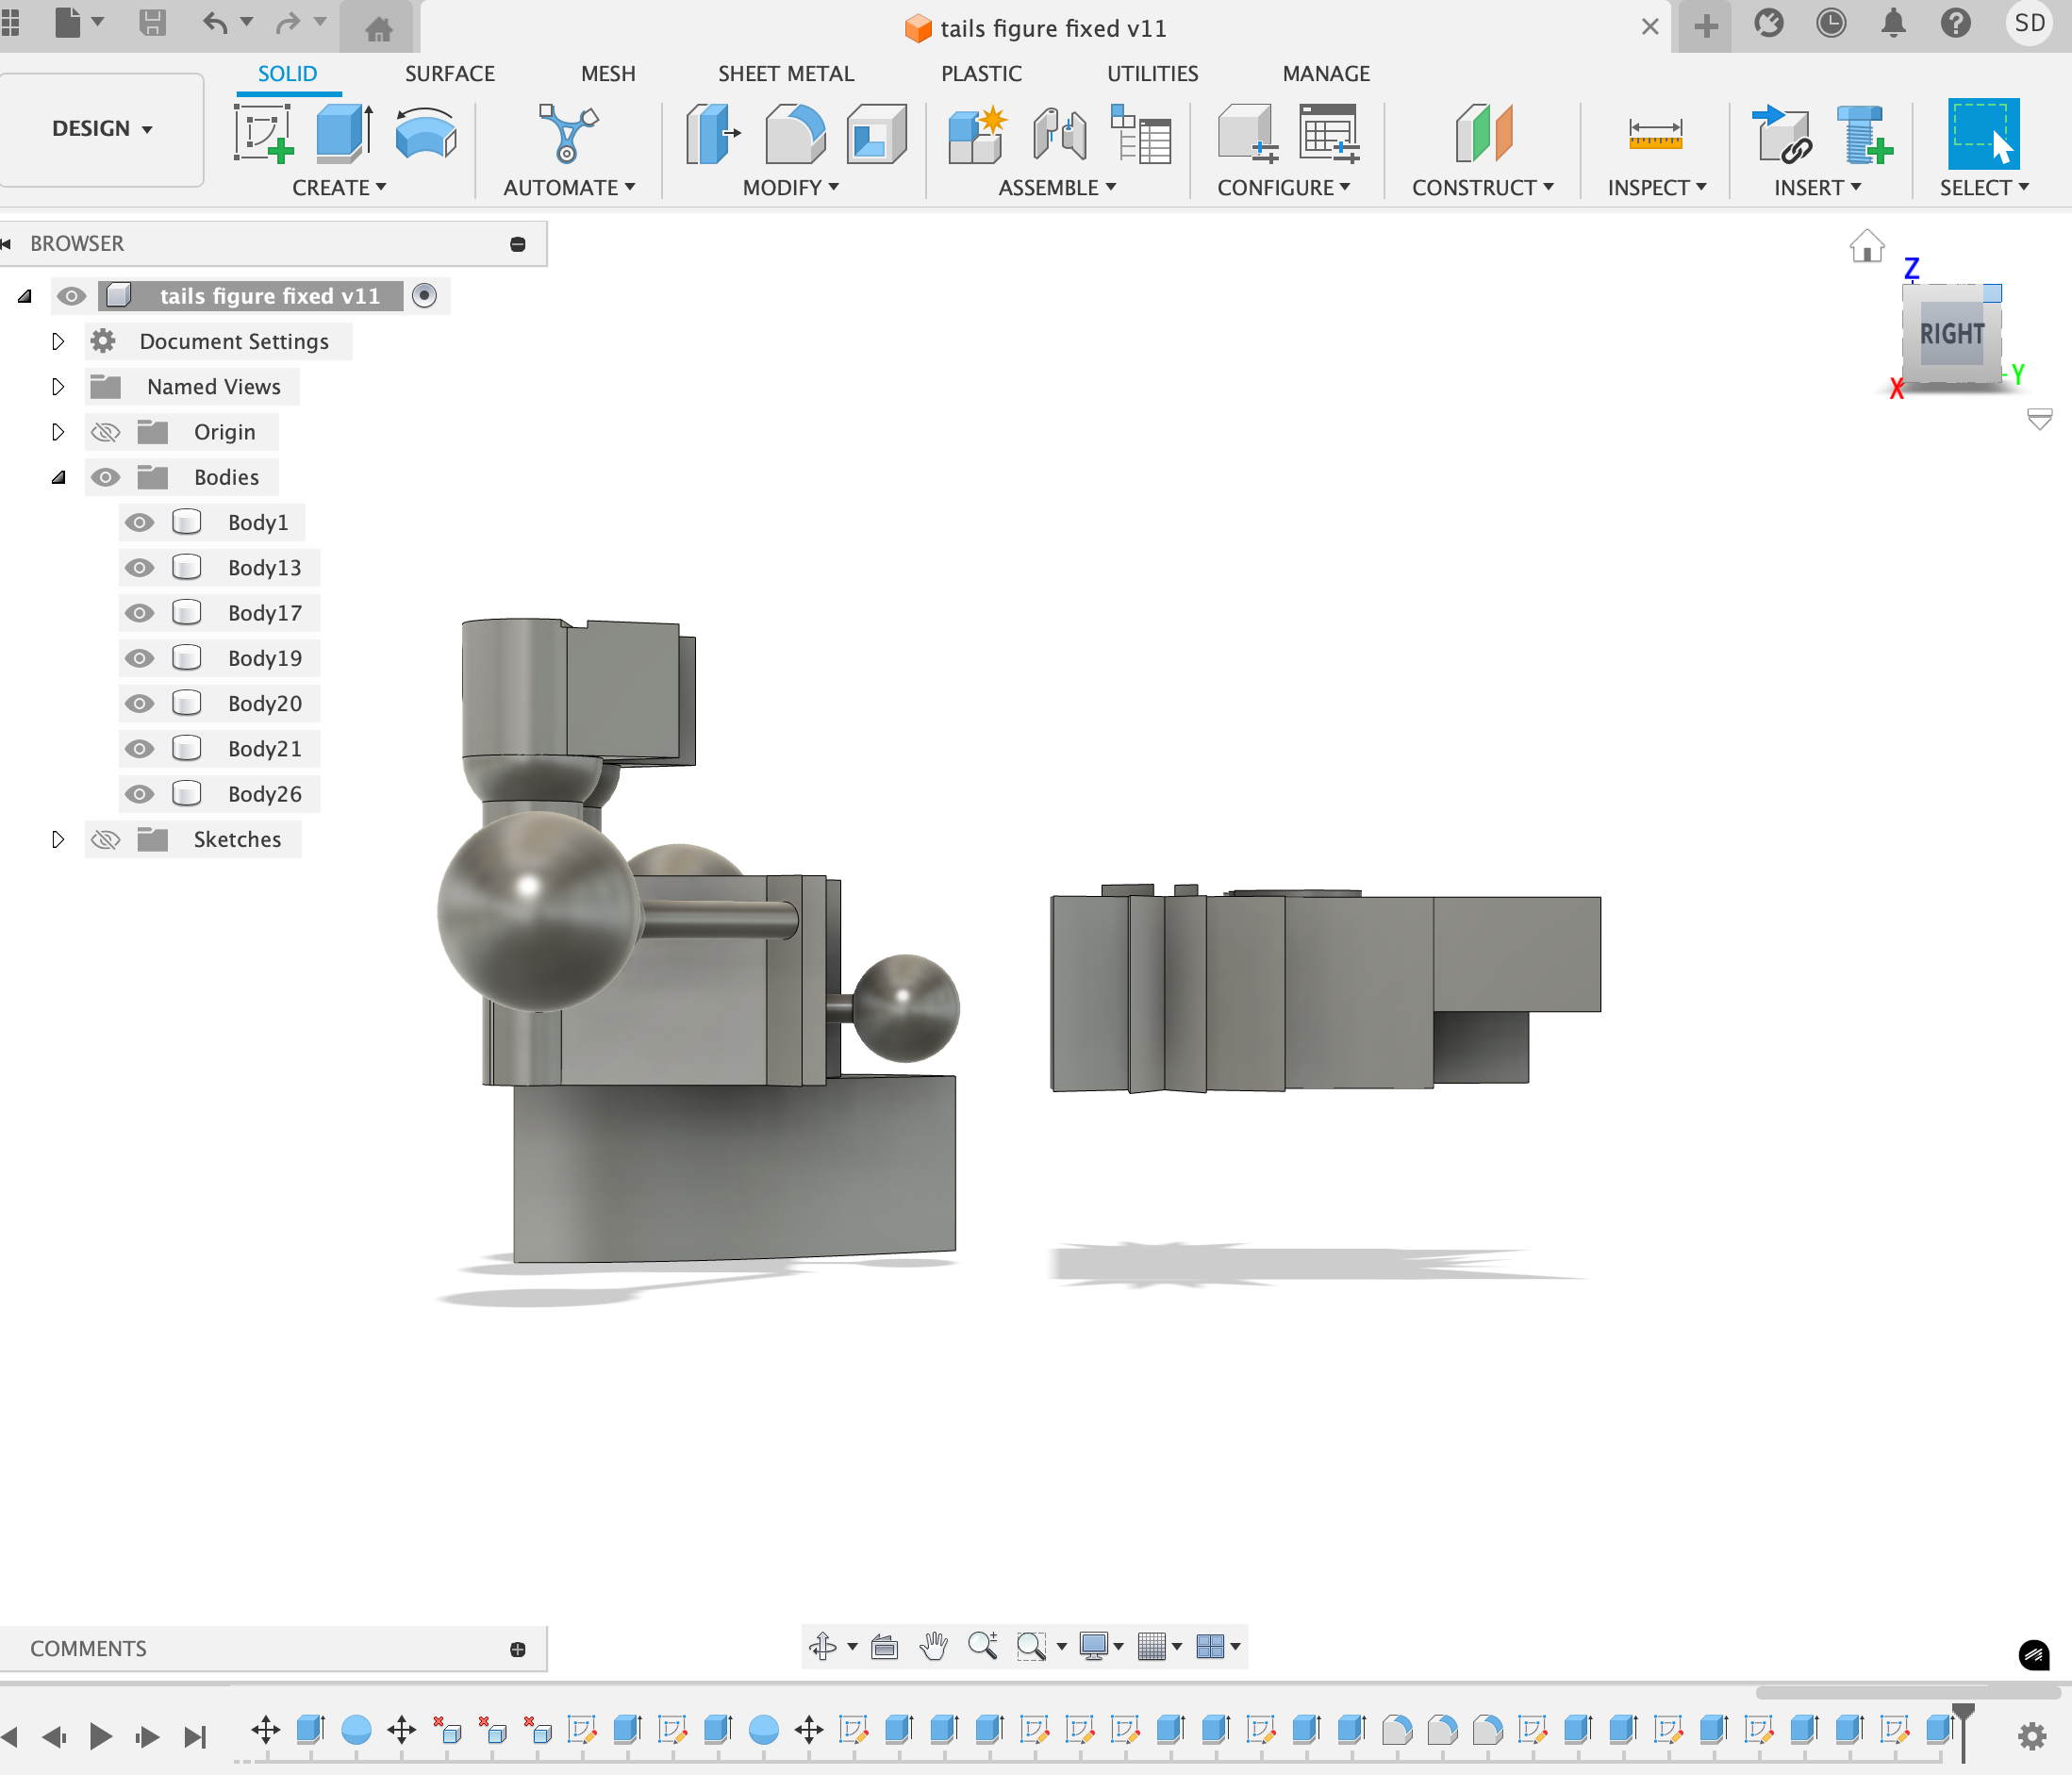 tails figure fixed v11
SD
SOLID SURFACE MESH SHEET METAL PLASTIC UTILITIES MANAGE
DESIGN
CREATE AUTOMATE MODIFY ASSEMBLE CONFIGURE CONSTRUCT INSPECT INSERT SELECT
BROWSER
tails figure fixed v11
Document Settings
Named Views
Origin
Bodies
Body1
Body13
Body17
Body19
Body20
Body21
Body26
Sketches
Z
RIGHT
Y
X
COMMENTS